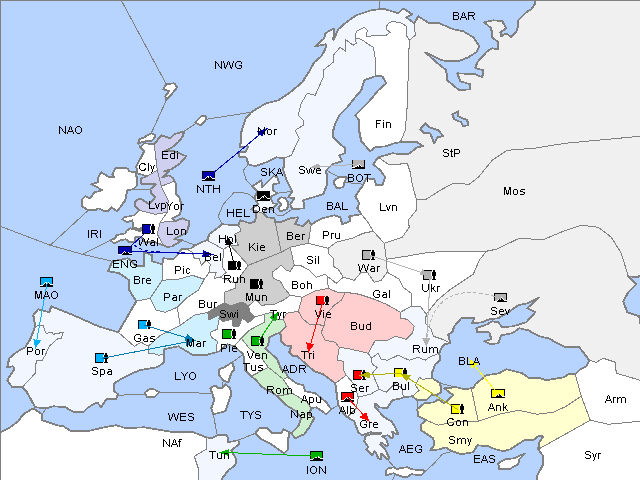 BAR
NWG
NAO
Nor
Fin
StP
Edi
Cly
Swe
BOT
SKA
NTH
Lvn
Mos
Den
Lvp
Yor
HEL
BAL
IRI
Wal
Lon
Hol
Kie
Ber
Pru
ENG
Bel
Ruh
Sil
War
Ukr
MAO
Bre
Pic
Par
Mun
Boh
Gal
Sev
Bur
Vie
Bud
Gas
Swi
Tyr
Por
Mar
Pie
Ven
Tri
Rum
Spa
Tus
ADR
BLA
LYO
Rom
Ser
Bul
Ank
Arm
Apu
Alb
Con
WES
TYS
Nap
Gre
Smy
NAf
Tun
ION
AEG
EAS
Syr